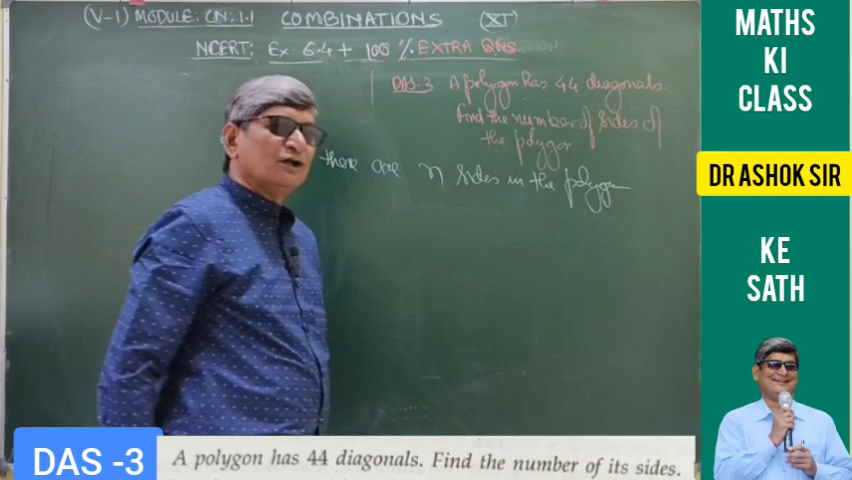 (V-1) MODULE: CN: 1.1 COMBINATIONS (XI)
NCERT: Ex. 6.4 + 100 % EXTRA QNS.
DAS-3 A polygon has 44 diagonals.
Find the number of sides of
the polygon
there are n sides in the polygon
MATHS
KI
CLASS
DR ASHOK SIR
KE
SATH
DAS -3
A polygon has 44 diagonals. Find the number of its sides.